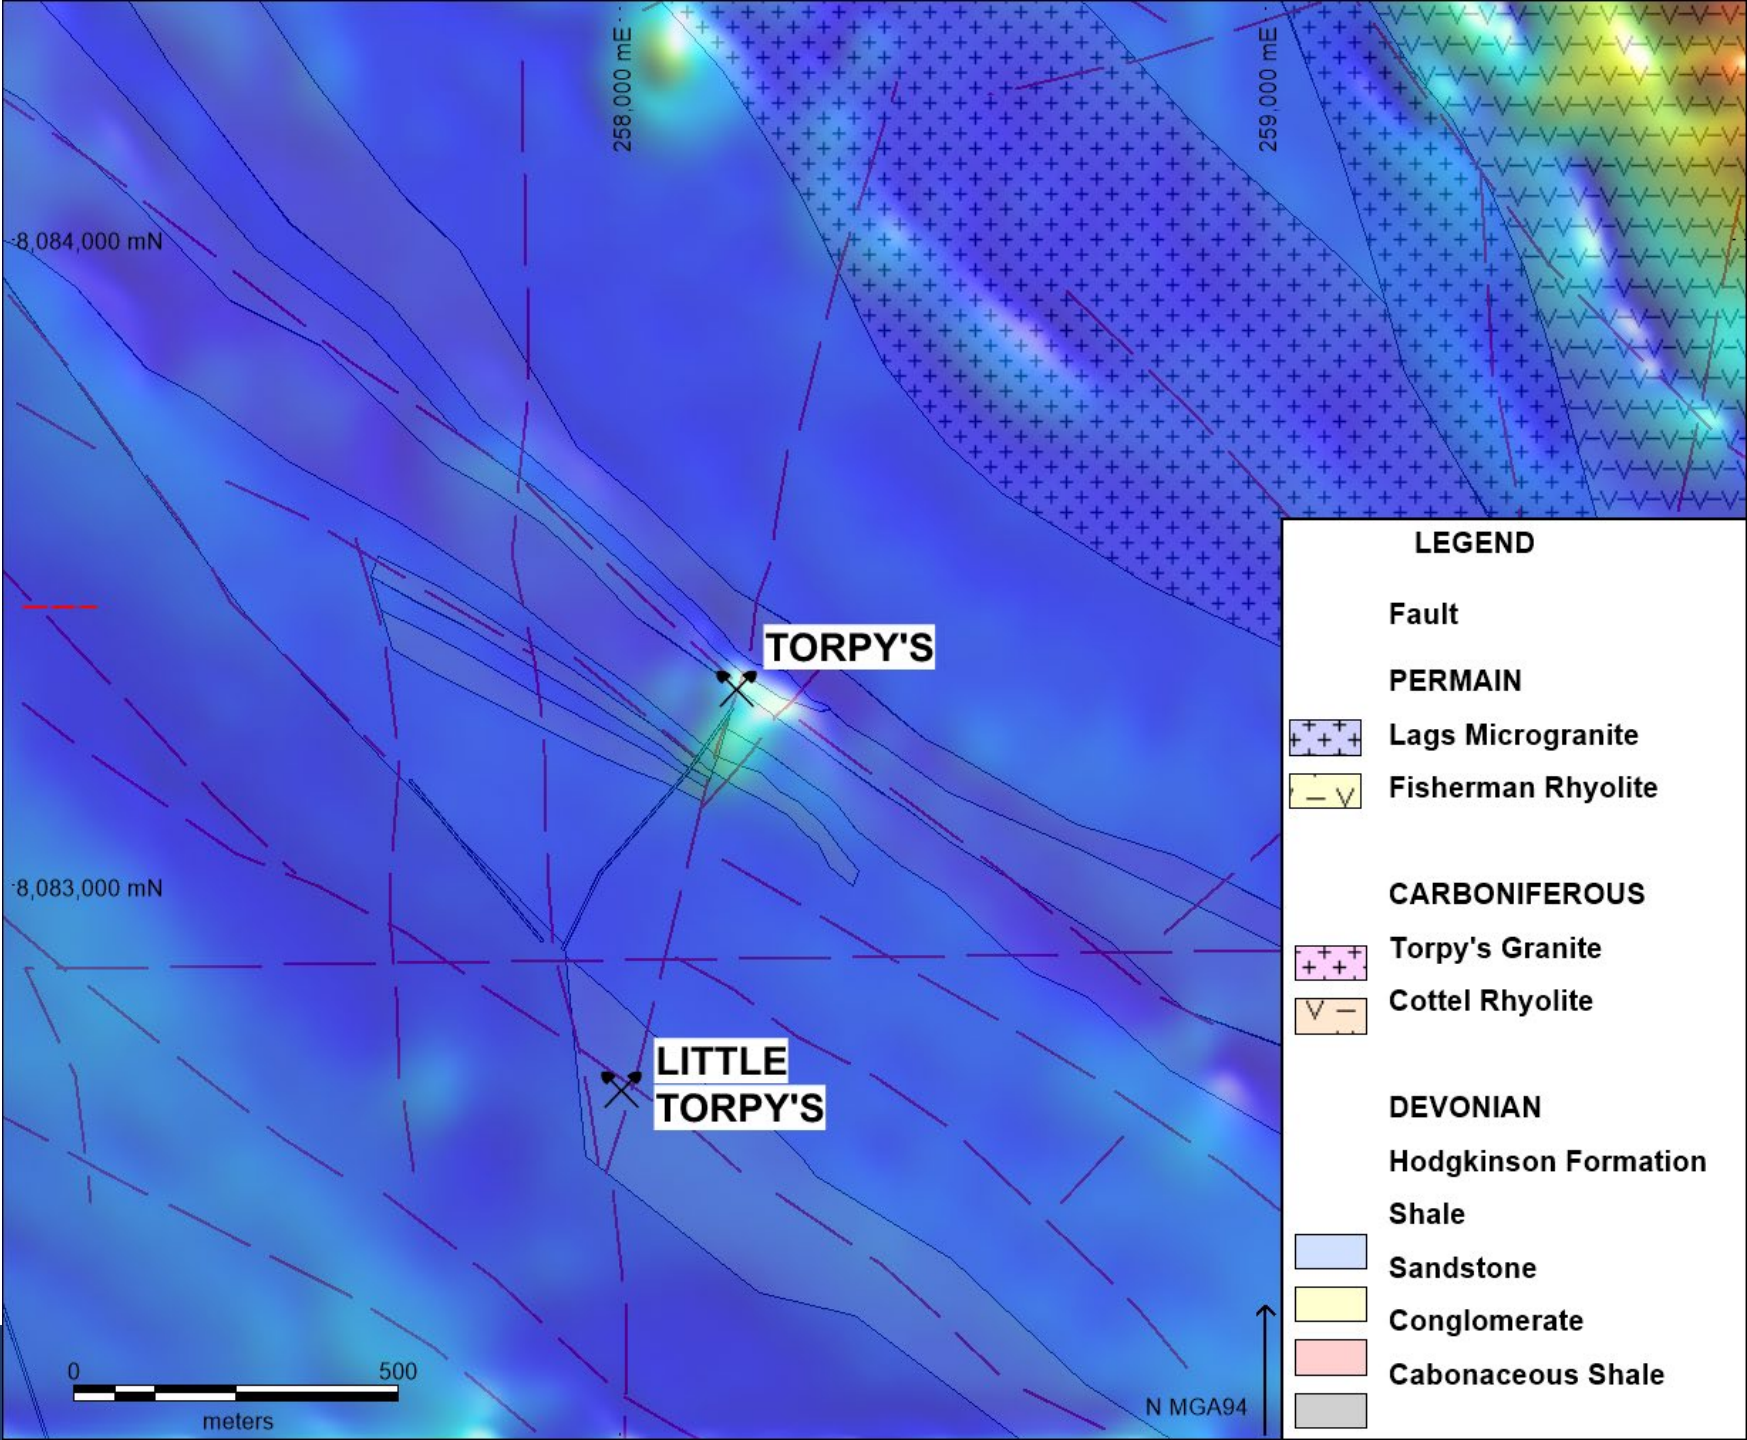 258,000 mE
259,000 mE
8,084,000 mN
TORPY'S
8,083,000 mN
LITTLE
TORPY'S
0 500
meters
N MGA94
LEGEND
Fault
PERMAIN
Lags Microgranite
Fisherman Rhyolite
CARBONIFEROUS
Torpy's Granite
Cottel Rhyolite
DEVONIAN
Hodgkinson Formation
Shale
Sandstone
Conglomerate
Cabonaceous Shale